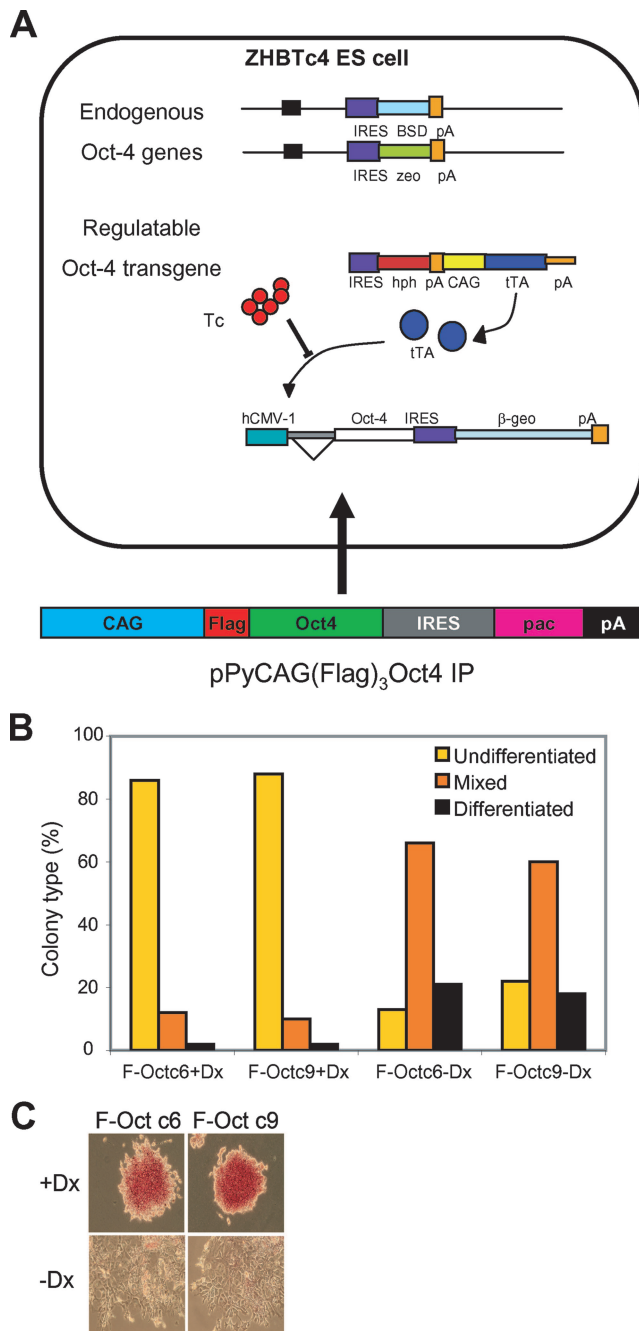 A
ZHBTc4 ES cell
Endogenous
Oct-4 genes
IRES BSD pA
IRES zeo pA
Regulatable
Oct-4 transgene
IRES hph pA CAG tTA pA
Tc
tTA
hCMV-1 Oct-4 IRES β-geo pA
CAG Flag Oct4 IRES pac pA
pPyCAG(Flag)₃Oct4 IP
B
Colony type (%)
100
80
60
40
20
0
Undifferentiated
Mixed
Differentiated
F-Octc6+Dx F-Octc9+Dx F-Octc6-Dx F-Octc9-Dx
C
F-Oct c6 F-Oct c9
+Dx
-Dx